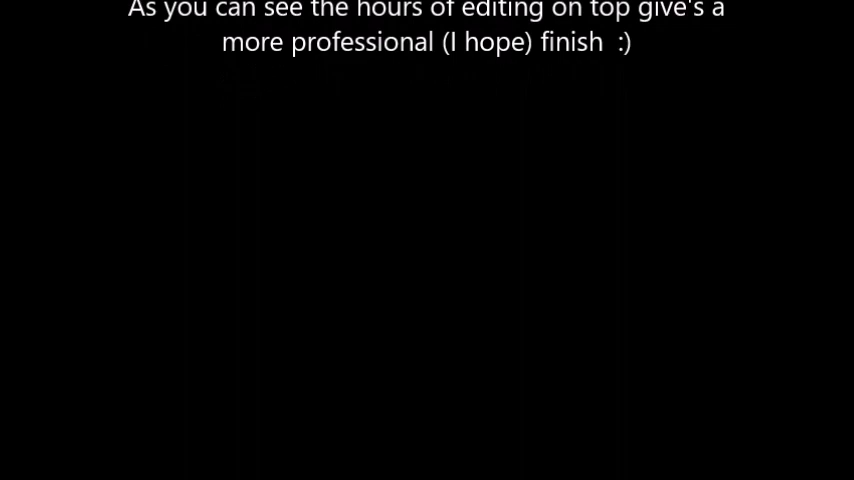 As you can see the hours of editing on top give's a
more professional (I hope) finish  :)